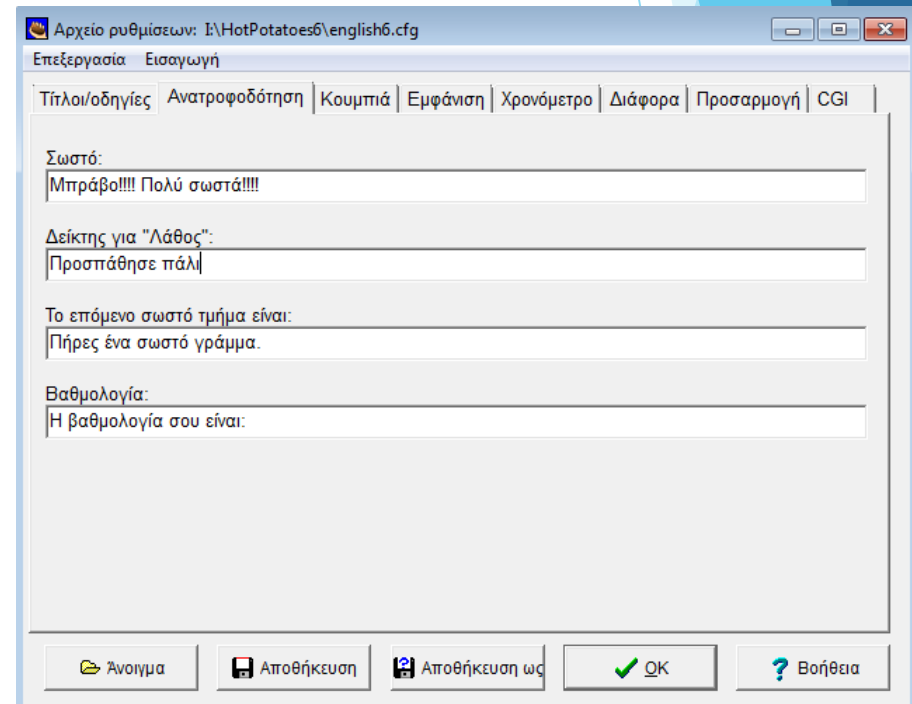 Αρχείο ρυθμίσεων: I:\HotPotatoes6\english6.cfg
Επεξεργασία Εισαγωγή
Τίτλοι/οδηγίες Ανατροφοδότηση Κουμπιά Εμφάνιση Χρονόμετρο Διάφορα Προσαρμογή CGI
Σωστό:
Μπράβο!!!! Πολύ σωστά!!!!
Δείκτης για "Λάθος":
Προσπάθησε πάλι
Το επόμενο σωστό τμήμα είναι:
Πήρες ένα σωστό γράμμα.
Βαθμολογία:
Η βαθμολογία σου είναι:
Άνοιγμα Αποθήκευση Αποθήκευση ως OK Βοήθεια